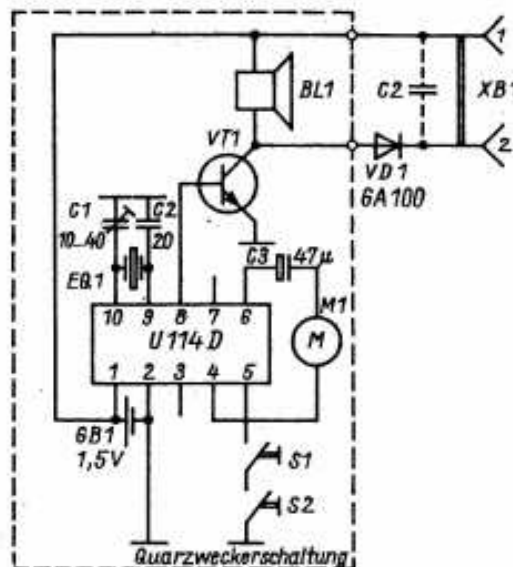 1
BL1
C2
XB1
VT1
2
VD1
6A100
C1
C2
10...40
20
C3
47µ
EQ1
M1
10 9 8 7 6
U114D
M
1 2 3 4 5
GB1
1,5V
S1
S2
Quarzweckerschaltung